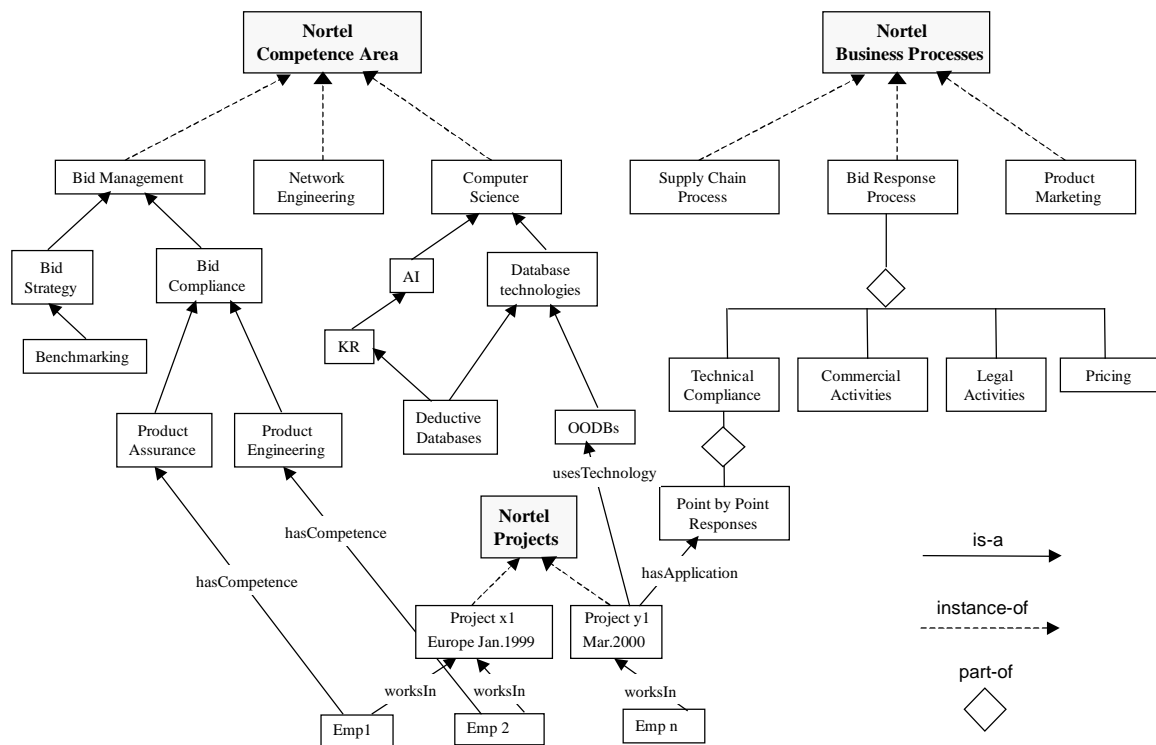 Nortel
Competence Area
Nortel
Business Processes
Bid Management
Network
Engineering
Computer
Science
Supply Chain
Process
Bid Response
Process
Product
Marketing
Bid
Strategy
Bid
Compliance
AI
Database
technologies
Benchmarking
KR
Technical
Compliance
Commercial
Activities
Legal
Activities
Pricing
Product
Assurance
Product
Engineering
Deductive
Databases
OODBs
usesTechnology
Point by Point
Responses
Nortel
Projects
hasCompetence
hasCompetence
hasApplication
is-a
instance-of
part-of
Project x1
Europe Jan.1999
Project y1
Mar.2000
worksIn
worksIn
worksIn
Emp1
Emp 2
Emp n